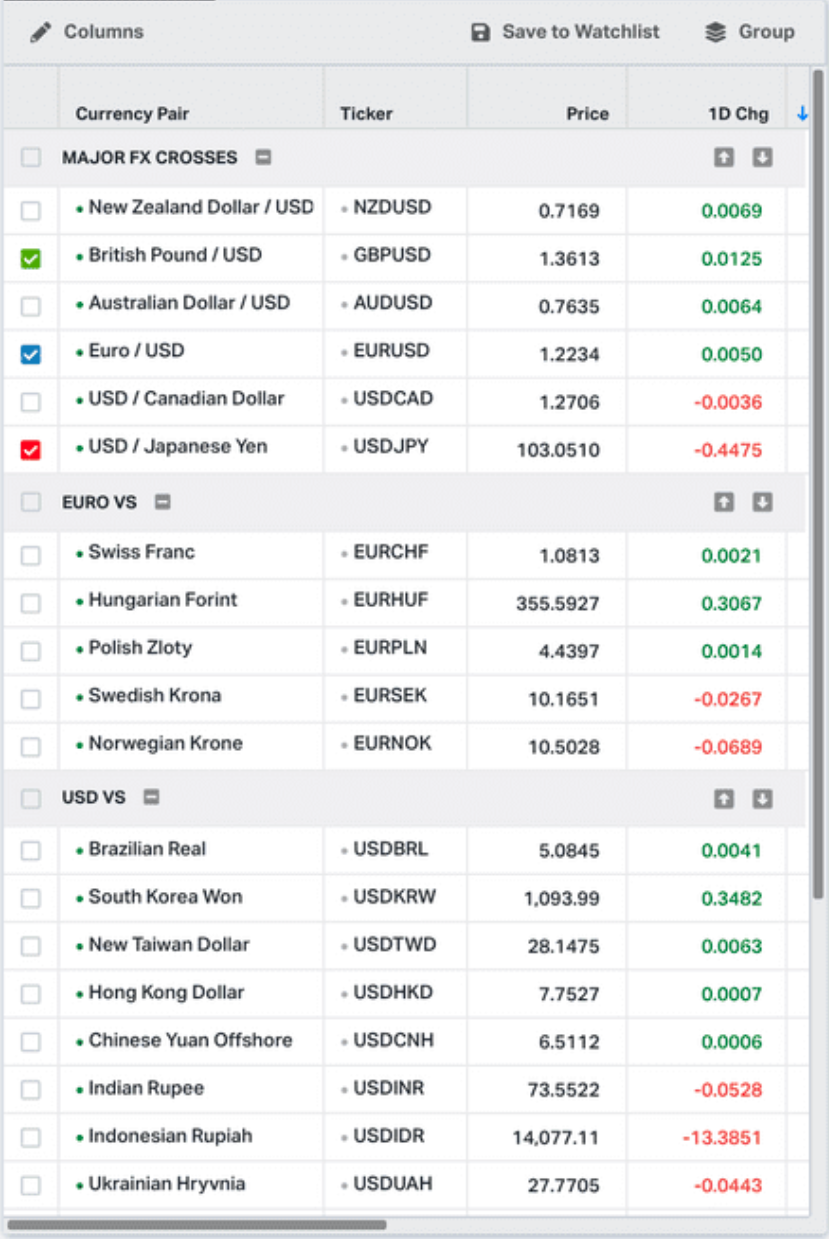 Columns Save to Watchlist Group
Currency Pair Ticker Price 1D Chg
MAJOR FX CROSSES
New Zealand Dollar / USD NZDUSD 0.7169 0.0069
British Pound / USD GBPUSD 1.3613 0.0125
Australian Dollar / USD AUDUSD 0.7635 0.0064
Euro / USD EURUSD 1.2234 0.0050
USD / Canadian Dollar USDCAD 1.2706 -0.0036
USD / Japanese Yen USDJPY 103.0510 -0.4475
EURO VS
Swiss Franc EURCHF 1.0813 0.0021
Hungarian Forint EURHUF 355.5927 0.3067
Polish Zloty EURPLN 4.4397 0.0014
Swedish Krona EURSEK 10.1651 -0.0267
Norwegian Krone EURNOK 10.5028 -0.0689
USD VS
Brazilian Real USDBRL 5.0845 0.0041
South Korea Won USDKRW 1,093.99 0.3482
New Taiwan Dollar USDTWD 28.1475 0.0063
Hong Kong Dollar USDHKD 7.7527 0.0007
Chinese Yuan Offshore USDCNH 6.5112 0.0006
Indian Rupee USDINR 73.5522 -0.0528
Indonesian Rupiah USDIDR 14,077.11 -13.3851
Ukrainian Hryvnia USDUAH 27.7705 -0.0443